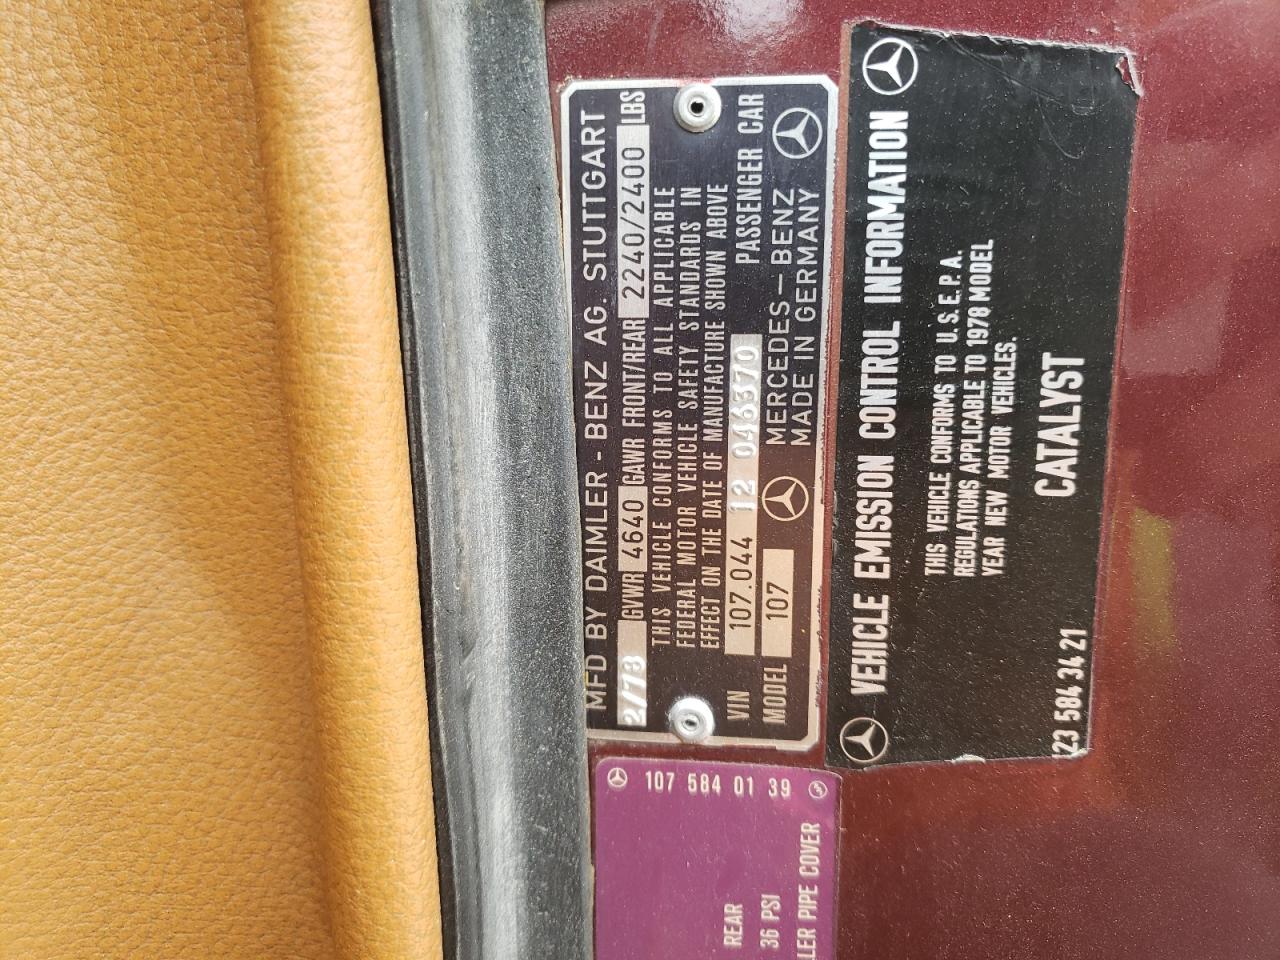 MFD BY DAIMLER - BENZ AG. STUTTGART
2/78 GVWR 4640 GAWR FRONT/REAR 2240/2400 LBS
THIS VEHICLE CONFORMS TO ALL APPLICABLE
FEDERAL MOTOR VEHICLE SAFETY STANDARDS IN
EFFECT ON THE DATE OF MANUFACTURE SHOWN ABOVE
VIN 107.044 12 046370 PASSENGER CAR
MODEL 107 MERCEDES-BENZ
MADE IN GERMANY
VEHICLE EMISSION CONTROL INFORMATION
THIS VEHICLE CONFORMS TO U.S.E.P.A.
REGULATIONS APPLICABLE TO 1978 MODEL
YEAR NEW MOTOR VEHICLES.
CATALYST
123 584 34 21
107 584 01 39
REAR
36 PSI
LER PIPE COVER